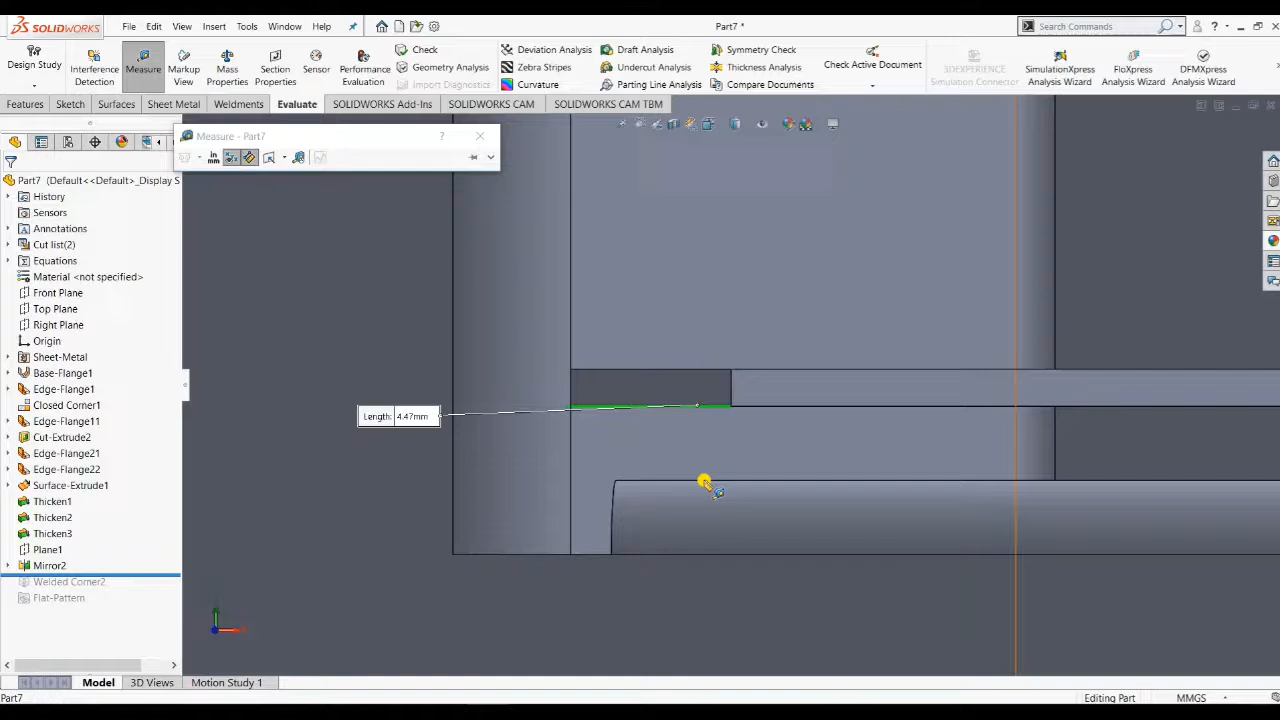 SOLIDWORKS
File Edit View Insert Tools Window Help
Part7 *
Search Commands
?
Design Study
Interference Detection
Measure
Markup View
Mass Properties
Section Properties
Sensor
Performance Evaluation
Check
Geometry Analysis
Import Diagnostics
Deviation Analysis
Zebra Stripes
Curvature
Draft Analysis
Undercut Analysis
Parting Line Analysis
Symmetry Check
Thickness Analysis
Compare Documents
Check Active Document
3DEXPERIENCE Simulation Connector
SimulationXpress Analysis Wizard
FloXpress Analysis Wizard
DFMXpress Analysis Wizard
Features Sketch Surfaces Sheet Metal Weldments Evaluate SOLIDWORKS Add-Ins SOLIDWORKS CAM SOLIDWORKS CAM TBM
Measure - Part7 ?
in
mm
Part7 (Default<<Default>_Display S
History
Sensors
Annotations
Cut list(2)
Equations
Material <not specified>
Front Plane
Top Plane
Right Plane
Origin
Sheet-Metal
Base-Flange1
Edge-Flange1
Closed Corner1
Edge-Flange11
Cut-Extrude2
Edge-Flange21
Edge-Flange22
Surface-Extrude1
Thicken1
Thicken2
Thicken3
Plane1
Mirror2
Welded Corner2
Flat-Pattern
Length: 4.47mm
Model 3D Views Motion Study 1
Part7 Editing Part MMGS